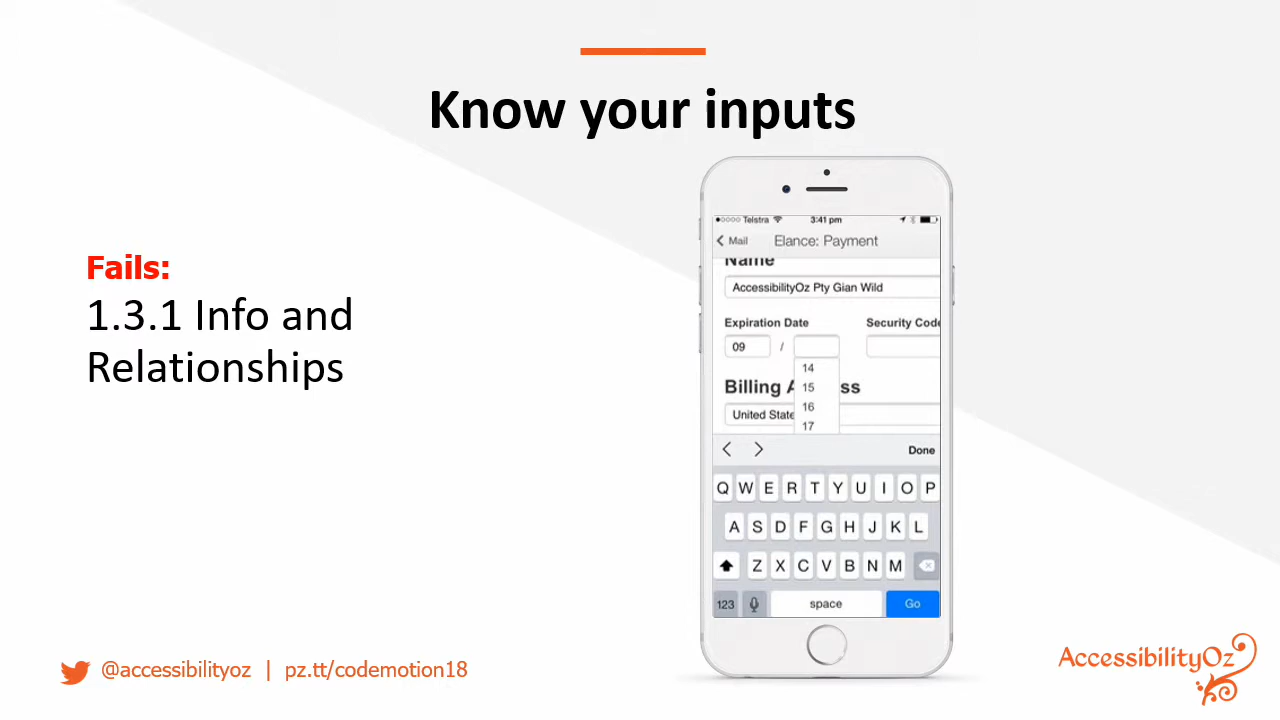 Know your inputs
Fails:
1.3.1 Info and
Relationships
Telstra 3:41 pm
Mail Elance: Payment
Name
AccessibilityOz Pty Gian Wild
Expiration Date Security Code
09 /
14
Billing A ss
15
16
United State
17
Done
Q W E R T Y U I O P
A S D F G H J K L
Z X C V B N M
123 space Go
@accessibilityoz | pz.tt/codemotion18
AccessibilityOz